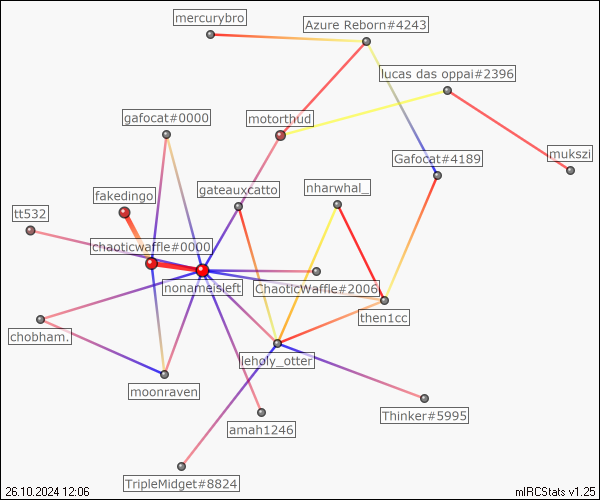 mercurybro
Azure Reborn#4243
lucas das oppai#2396
gafocat#0000
motorthud
mukszi
Gafocat#4189
fakedingo
gateauxcatto
nharwhal_
tt532
chaoticwaffle#0000
nonameisleft
ChaoticWaffle#2006
then1cc
chobham.
leholy_otter
moonraven
Thinker#5995
amah1246
TripleMidget#8824
26.10.2024 12:06
mIRCStats v1.25